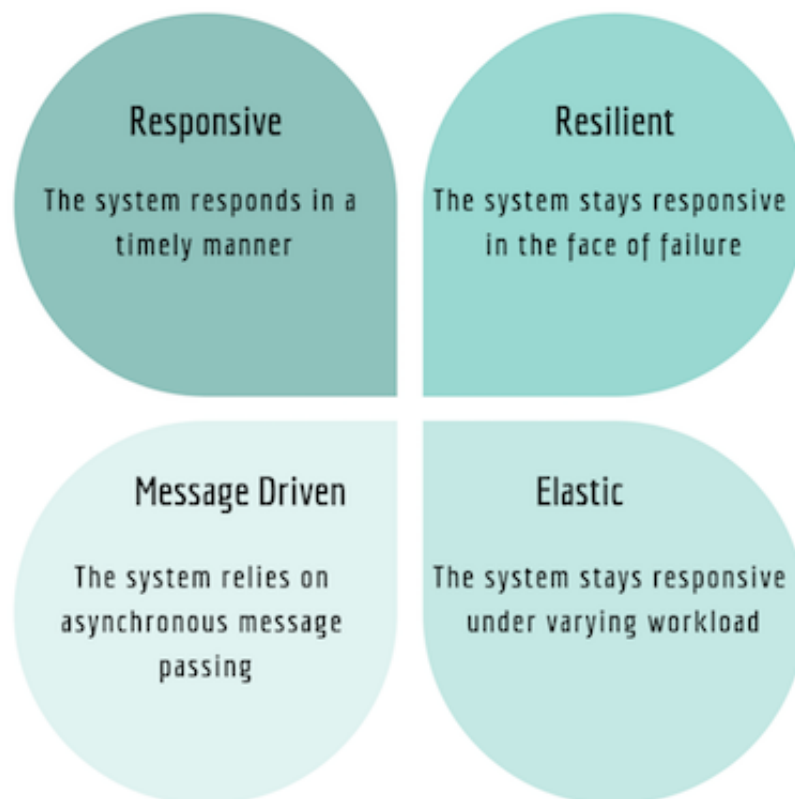 Responsive
The system responds in a
timely manner
Resilient
The system stays responsive
in the face of failure
Message Driven
The system relies on
asynchronous message
passing
Elastic
The system stays responsive
under varying workload